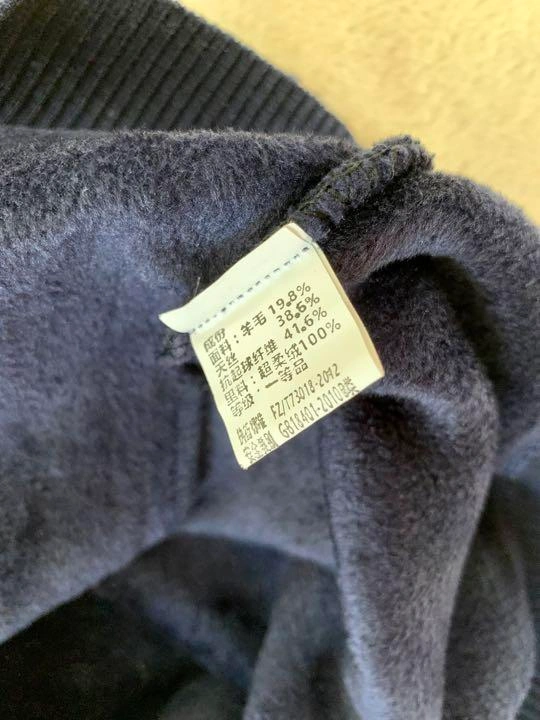 成份
面料：羊毛 19.8%
天丝 38.6%
抗起球纤维 41.6%
里料：超柔绒100%
等级：一等品
执行标准 FZ/T73018-2012
安全类别 GB18401-2010B类